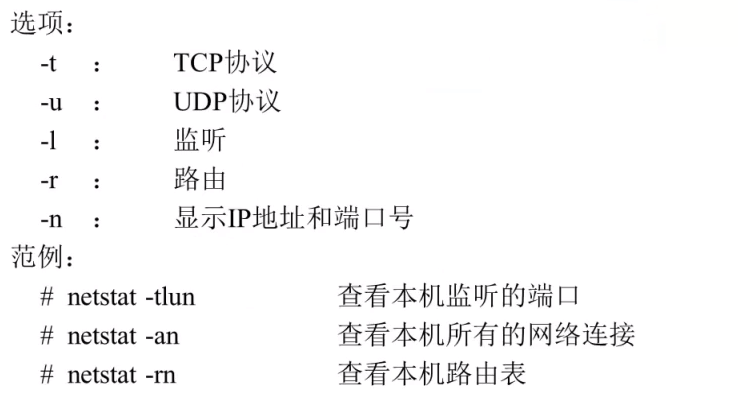 选项：
-t ： TCP协议
-u ： UDP协议
-l ： 监听
-r ： 路由
-n ： 显示IP地址和端口号
范例：
# netstat -tlun 查看本机监听的端口
# netstat -an 查看本机所有的网络连接
# netstat -rn 查看本机路由表